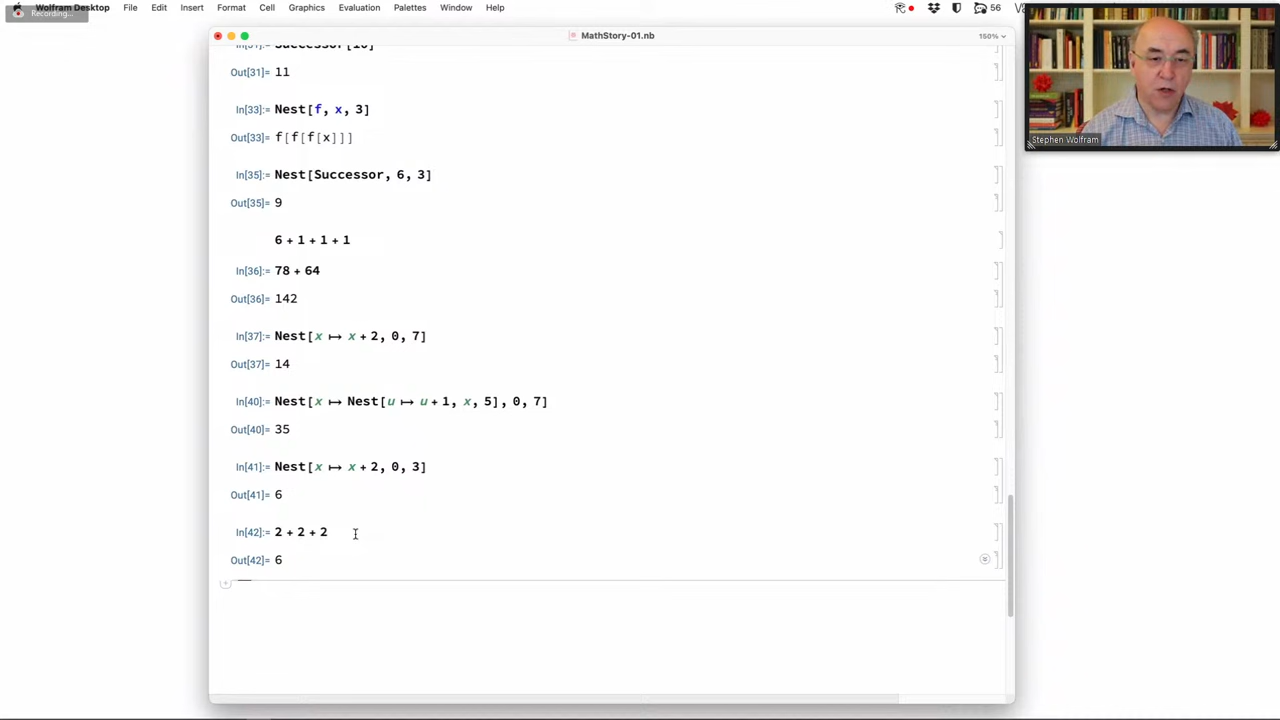 Wolfram Desktop File Edit Insert Format Cell Graphics Evaluation Palettes Window Help 56
Recording...
MathStory-01.nb
150%
Stephen Wolfram
Successor[10]
Out[31]= 11
In[33]:= Nest[f, x, 3]
Out[33]= f[f[f[x]]]
In[35]:= Nest[Successor, 6, 3]
Out[35]= 9
6 + 1 + 1 + 1
In[36]:= 78 + 64
Out[36]= 142
In[37]:= Nest[x ↦ x + 2, 0, 7]
Out[37]= 14
In[40]:= Nest[x ↦ Nest[u ↦ u + 1, x, 5], 0, 7]
Out[40]= 35
In[41]:= Nest[x ↦ x + 2, 0, 3]
Out[41]= 6
In[42]:= 2 + 2 + 2
Out[42]= 6